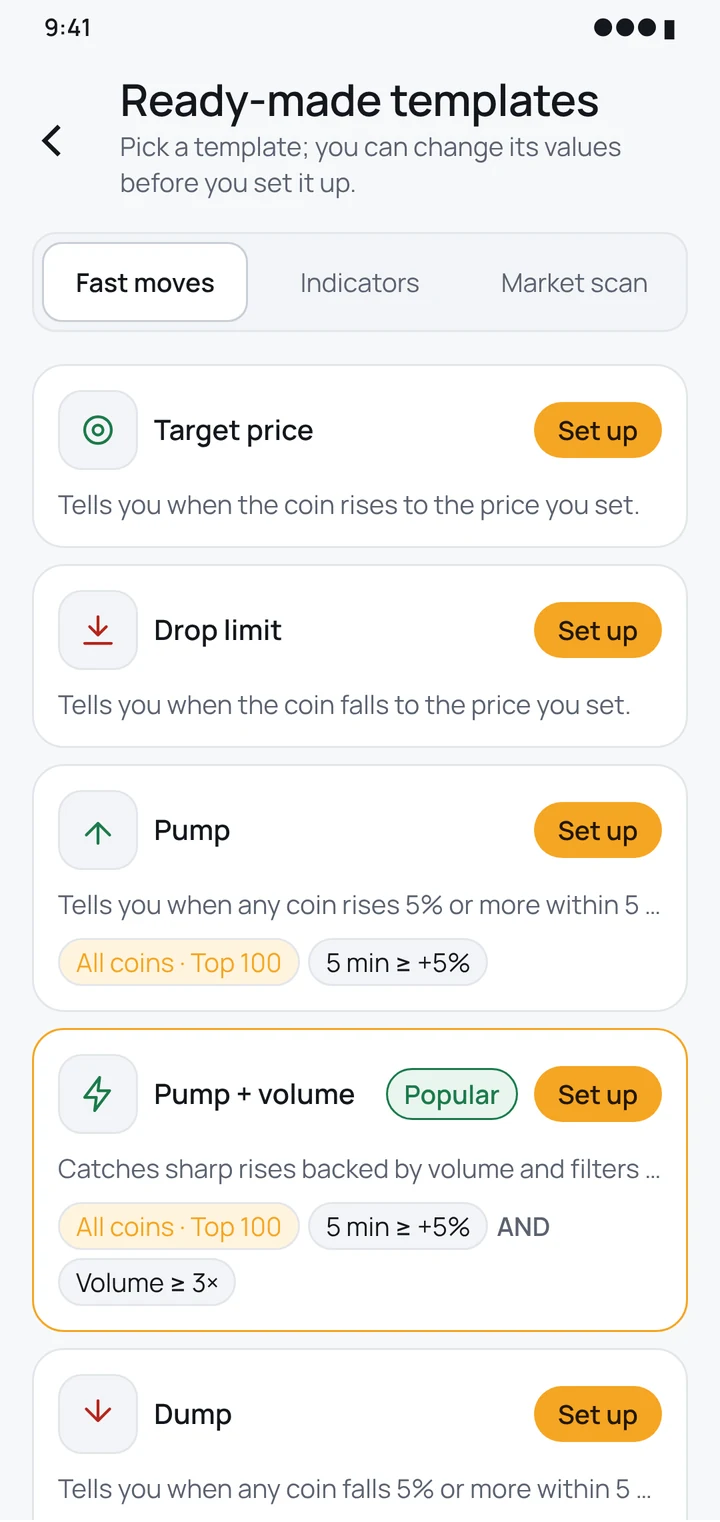 9:41
Ready-made templates
Pick a template; you can change its values
before you set it up.
Fast moves
Indicators
Market scan
Target price
Set up
Tells you when the coin rises to the price you set.
Drop limit
Set up
Tells you when the coin falls to the price you set.
Pump
Set up
Tells you when any coin rises 5% or more within 5 ...
All coins · Top 100
5 min ≥ +5%
Pump + volume
Popular
Set up
Catches sharp rises backed by volume and filters ...
All coins · Top 100
5 min ≥ +5%
AND
Volume ≥ 3×
Dump
Set up
Tells you when any coin falls 5% or more within 5 ...